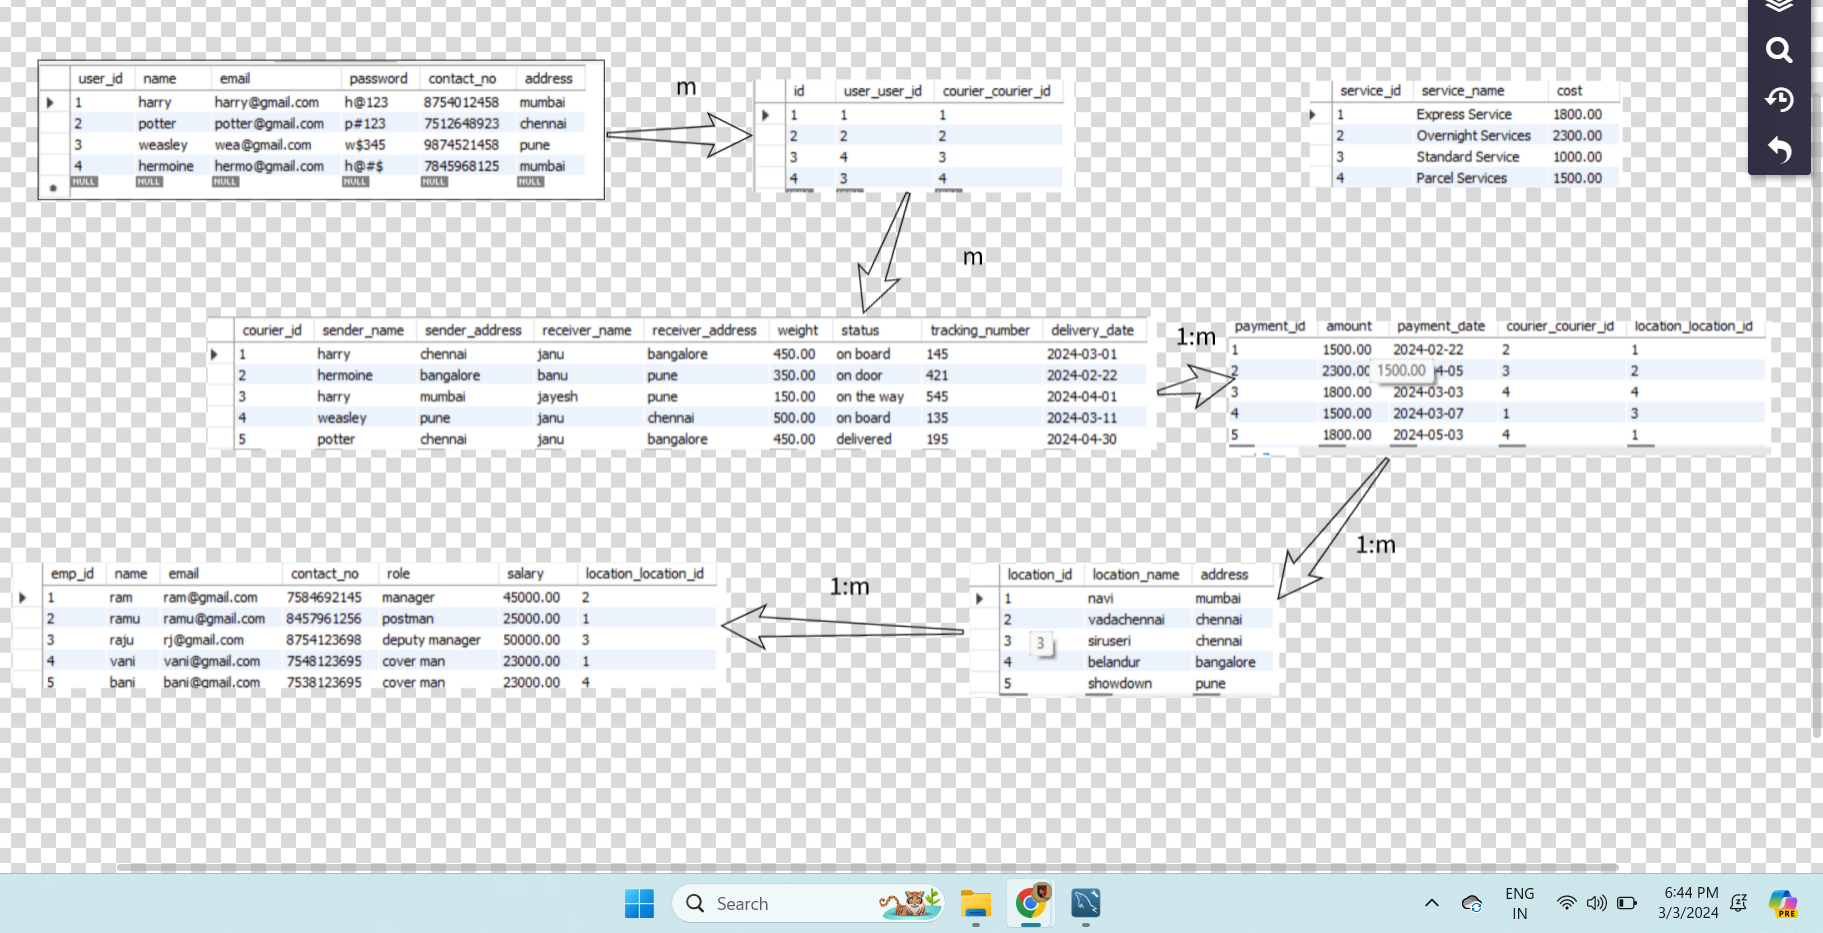 user_id name email password contact_no address
1 harry harry@gmail.com h@123 8754012458 mumbai
2 potter potter@gmail.com p#123 7512648923 chennai
3 weasley wea@gmail.com w$345 9874521458 pune
4 hermoine hermo@gmail.com h@#$ 7845968125 mumbai
NULL NULL NULL NULL NULL NULL
m
id user_user_id courier_courier_id
1 1 1
2 2 2
3 4 3
4 3 4
service_id service_name cost
1 Express Service 1800.00
2 Overnight Services 2300.00
3 Standard Service 1000.00
4 Parcel Services 1500.00
m
courier_id sender_name sender_address receiver_name receiver_address weight status tracking_number delivery_date
1 harry chennai janu bangalore 450.00 on board 145 2024-03-01
2 hermoine bangalore banu pune 350.00 on door 421 2024-02-22
3 harry mumbai jayesh pune 150.00 on the way 545 2024-04-01
4 weasley pune janu chennai 500.00 on board 135 2024-03-11
5 potter chennai janu bangalore 450.00 delivered 195 2024-04-30
1:m
payment_id amount payment_date courier_courier_id location_location_id
1 1500.00 2024-02-22 2 1
2 2300.00 1500.00 4-05 3 2
3 1800.00 2024-03-03 4 4
4 1500.00 2024-03-07 1 3
5 1800.00 2024-05-03 4 1
1:m
emp_id name email contact_no role salary location_location_id
1 ram ram@gmail.com 7584692145 manager 45000.00 2
2 ramu ramu@gmail.com 8457961256 postman 25000.00 1
3 raju rj@gmail.com 8754123698 deputy manager 50000.00 3
4 vani vani@gmail.com 7548123695 cover man 23000.00 1
5 bani bani@gmail.com 7538123695 cover man 23000.00 4
1:m
location_id location_name address
1 navi mumbai
2 vadachennai chennai
3 3 siruseri chennai
4 belandur bangalore
5 showdown pune
Search
ENG
IN
6:44 PM
3/3/2024
PRE